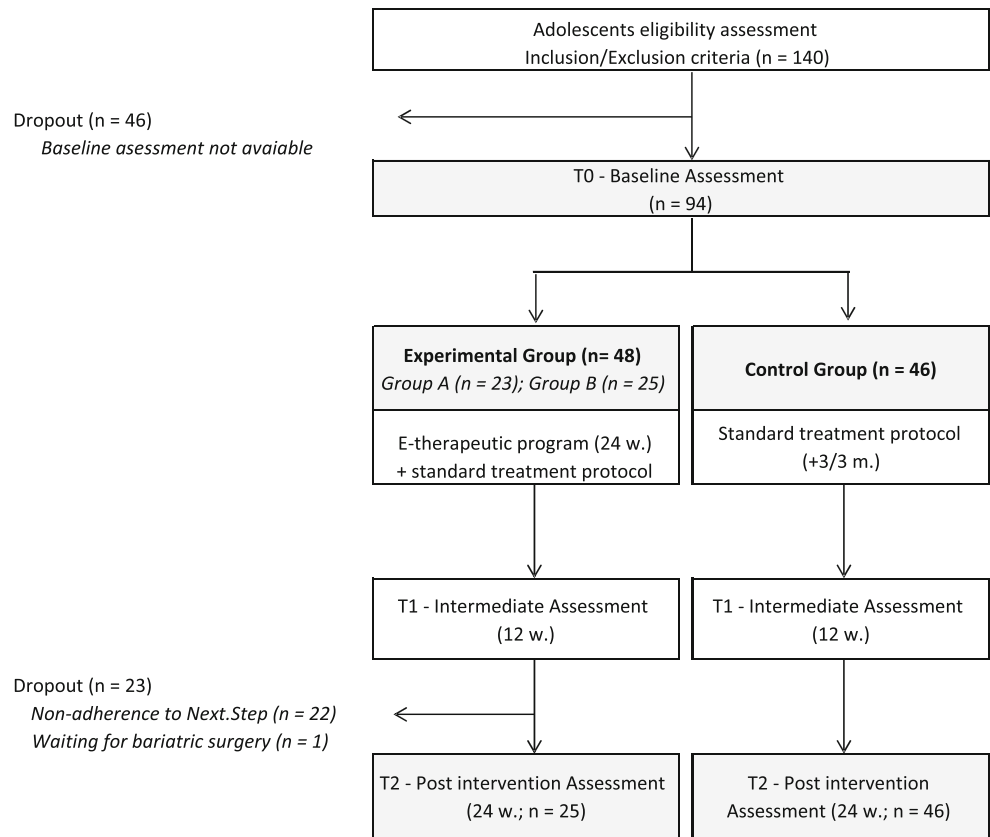 Adolescents eligibility assessment
Inclusion/Exclusion criteria (n = 140)
Dropout (n = 46)
Baseline asessment not avaiable
T0 - Baseline Assessment
(n = 94)
Experimental Group (n= 48)
Group A (n = 23); Group B (n = 25)
E-therapeutic program (24 w.)
+ standard treatment protocol
Control Group (n = 46)
Standard treatment protocol
(+3/3 m.)
T1 - Intermediate Assessment
(12 w.)
T1 - Intermediate Assessment
(12 w.)
Dropout (n = 23)
Non-adherence to Next.Step (n = 22)
Waiting for bariatric surgery (n = 1)
T2 - Post intervention Assessment
(24 w.; n = 25)
T2 - Post intervention
Assessment (24 w.; n = 46)